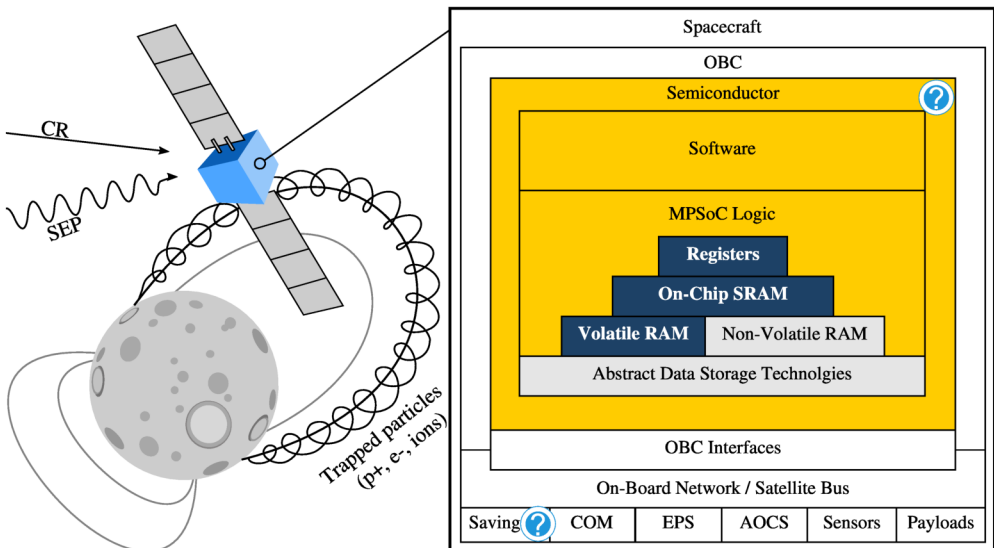 CR
SEP
Trapped particles
(p+, e-, ions)
Spacecraft
OBC
Semiconductor
?
Software
MPSoC Logic
Registers
On-Chip SRAM
Volatile RAM
Non-Volatile RAM
Abstract Data Storage Technolgies
OBC Interfaces
On-Board Network / Satellite Bus
Saving ? COM EPS AOCS Sensors Payloads